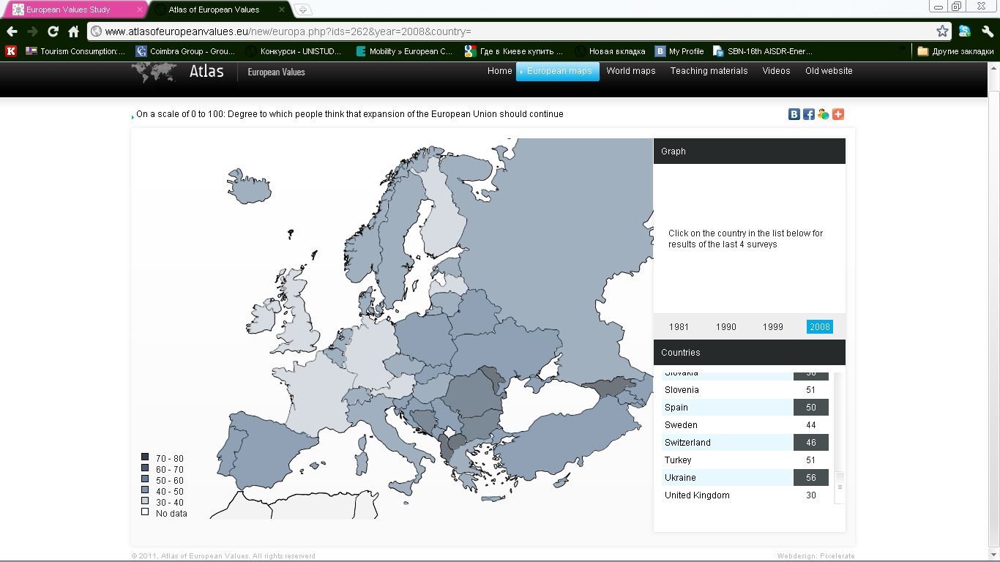 European Values Study
Atlas of European Values
www.atlasofeuropeanvalues.eu/new/europa.php?ids=262&year=2008&country=
Tourism Consumption:...
Coimbra Group - Grou...
Конкурси - UNISTUD...
Mobility » European C...
Где в Киеве купить ...
Новая вкладка
My Profile
SBN-16th AISDR-Ener...
»
Другие закладки
Atlas
European Values
Home
European maps
World maps
Teaching materials
Videos
Old website
On a scale of 0 to 100: Degree to which people think that expansion of the European Union should continue
Graph
Click on the country in the list below for
results of the last 4 surveys
1981 1990 1999 2008
Countries
Slovakia
Slovenia 51
Spain 50
Sweden 44
Switzerland 46
Turkey 51
Ukraine 56
United Kingdom 30
70 - 80
60 - 70
50 - 60
40 - 50
30 - 40
No data
© 2011, Atlas of European Values. All rights reserverd
Webdesign: Pixelerate